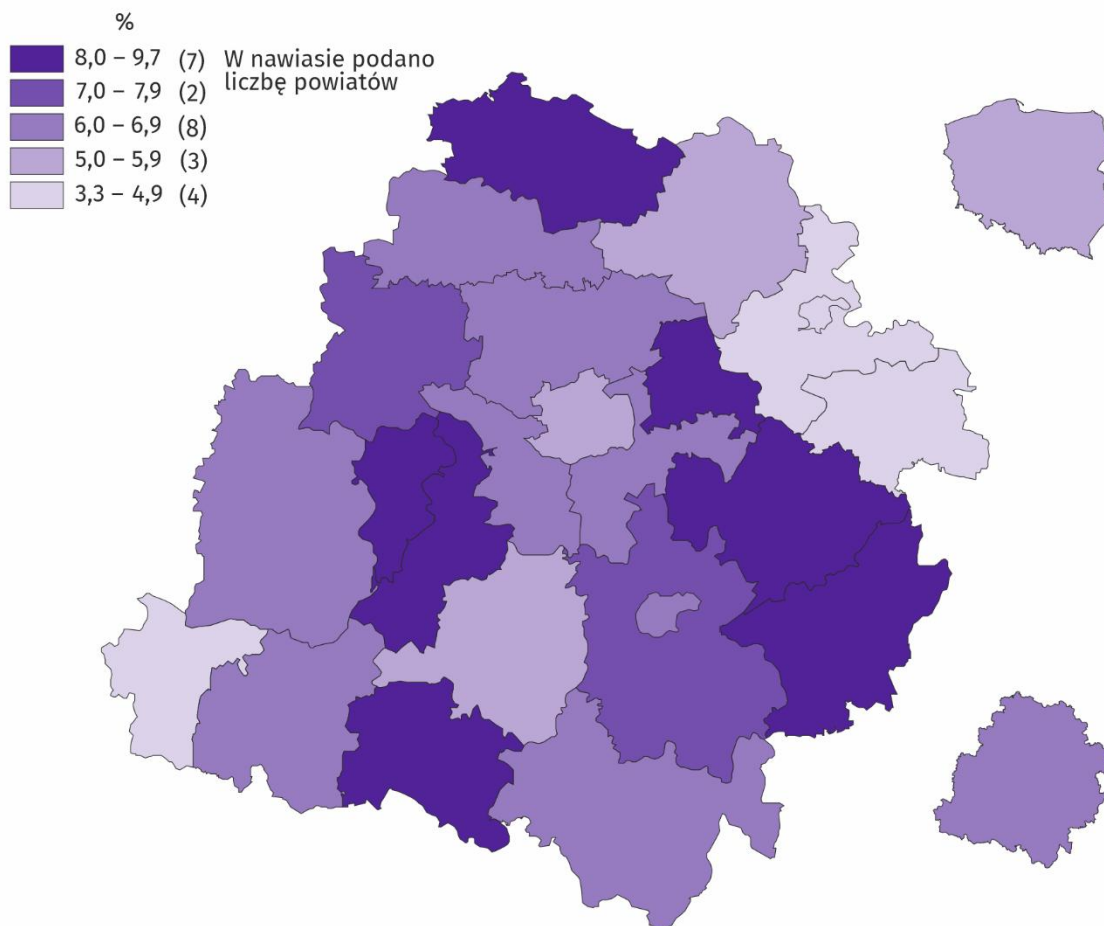 %
8,0 – 9,7 (7) W nawiasie podano
7,0 – 7,9 (2) liczbę powiatów
6,0 – 6,9 (8)
5,0 – 5,9 (3)
3,3 – 4,9 (4)